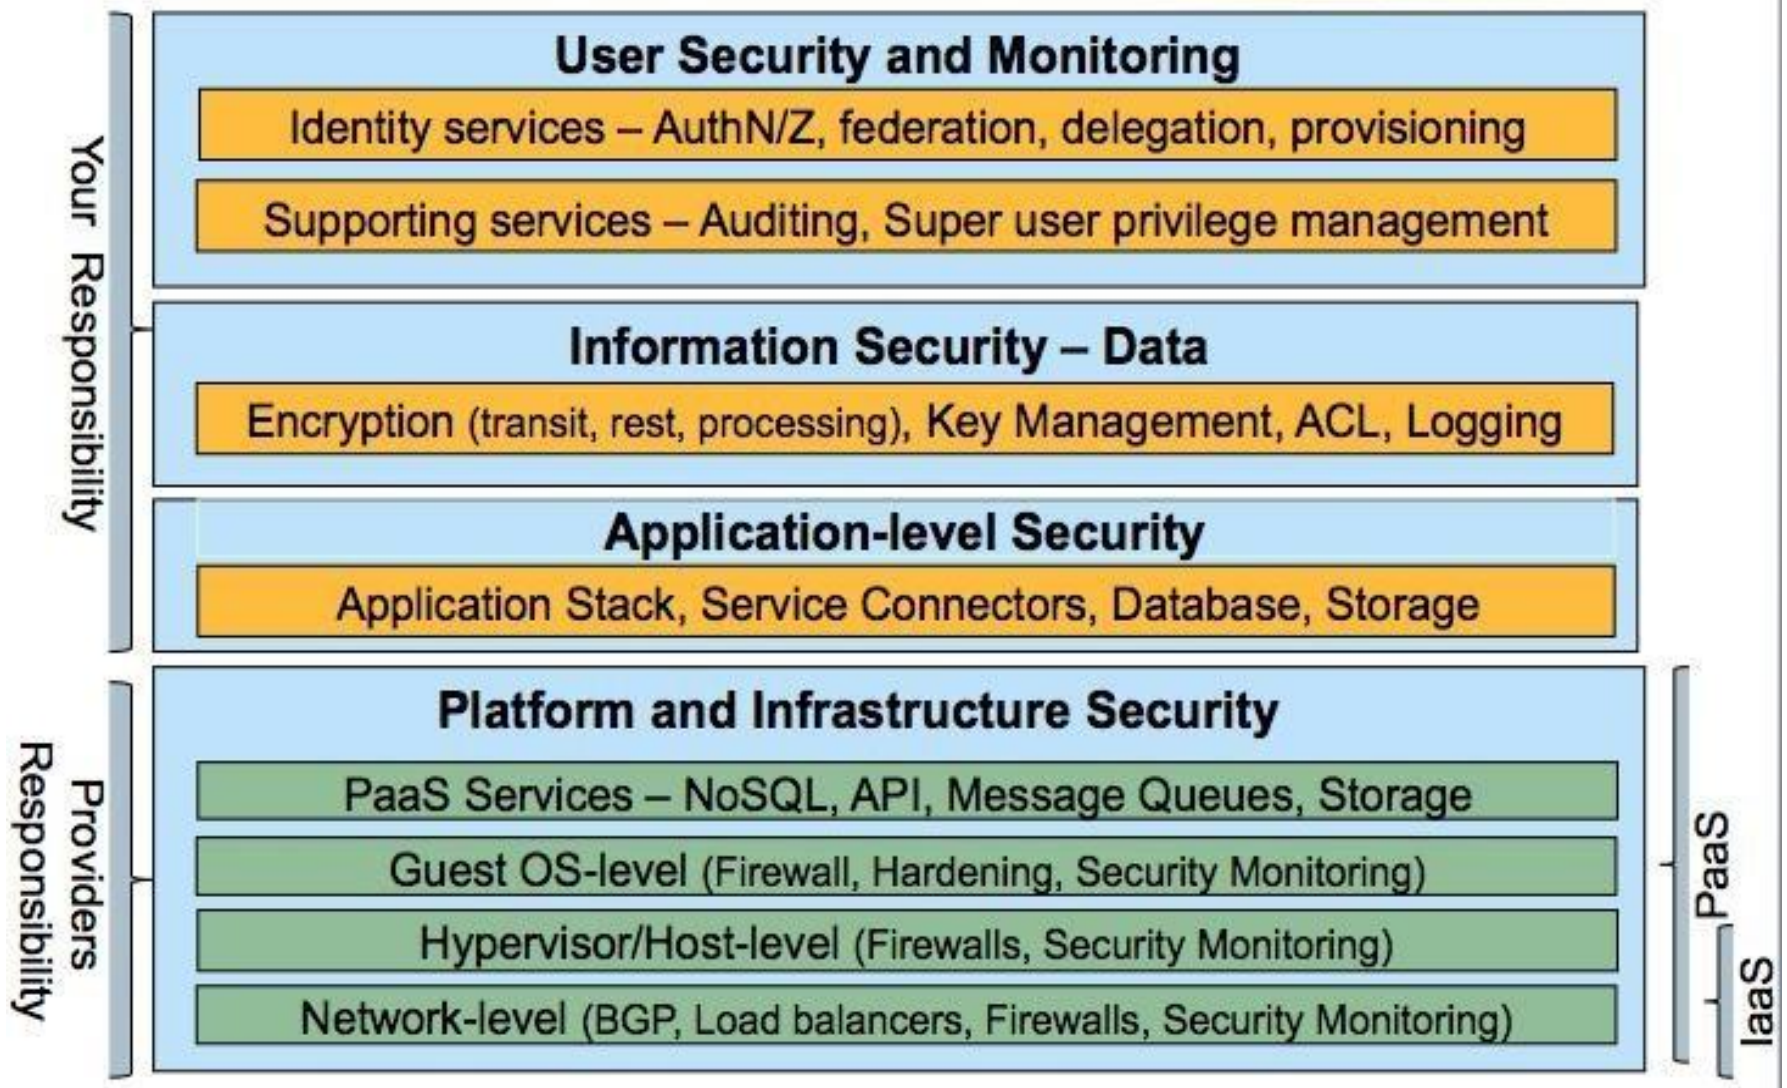 User Security and Monitoring
Identity services – AuthN/Z, federation, delegation, provisioning
Supporting services – Auditing, Super user privilege management
Information Security – Data
Encryption (transit, rest, processing), Key Management, ACL, Logging
Application-level Security
Application Stack, Service Connectors, Database, Storage
Your Responsibility
Platform and Infrastructure Security
PaaS Services – NoSQL, API, Message Queues, Storage
Guest OS-level (Firewall, Hardening, Security Monitoring)
Hypervisor/Host-level (Firewalls, Security Monitoring)
Network-level (BGP, Load balancers, Firewalls, Security Monitoring)
Providers
Responsibility
PaaS
IaaS